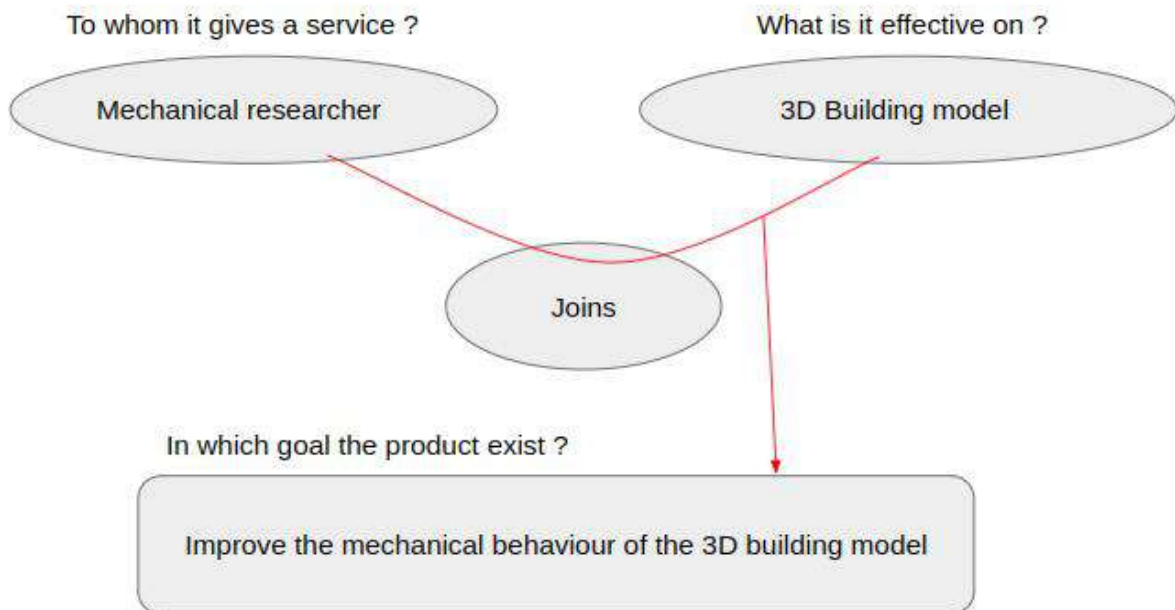 To whom it gives a service ?
What is it effective on ?
Mechanical researcher
3D Building model
Joins
In which goal the product exist ?
Improve the mechanical behaviour of the 3D building model